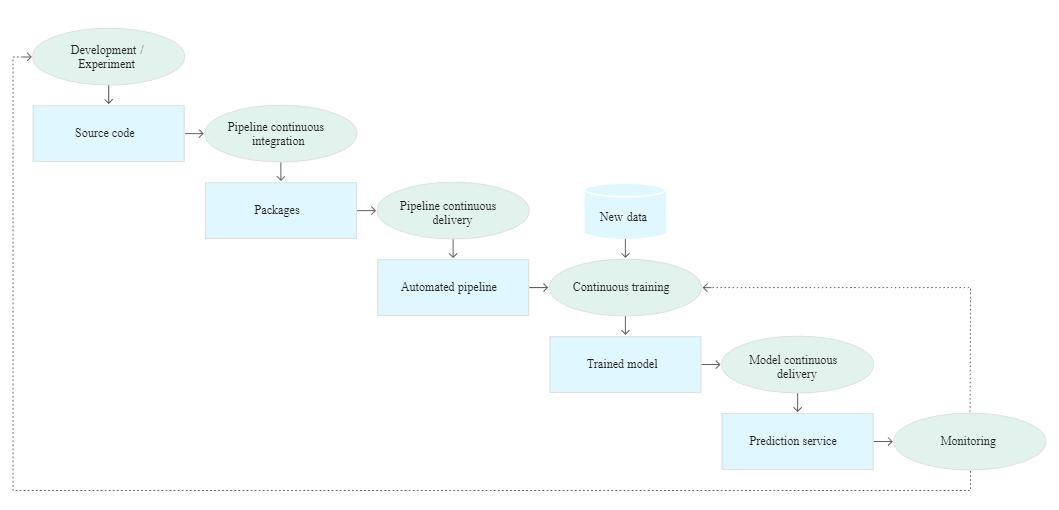 Development /
Experiment
Source code
Pipeline continuous
integration
Packages
Pipeline continuous
delivery
New data
Automated pipeline
Continuous training
Trained model
Model continuous
delivery
Prediction service
Monitoring